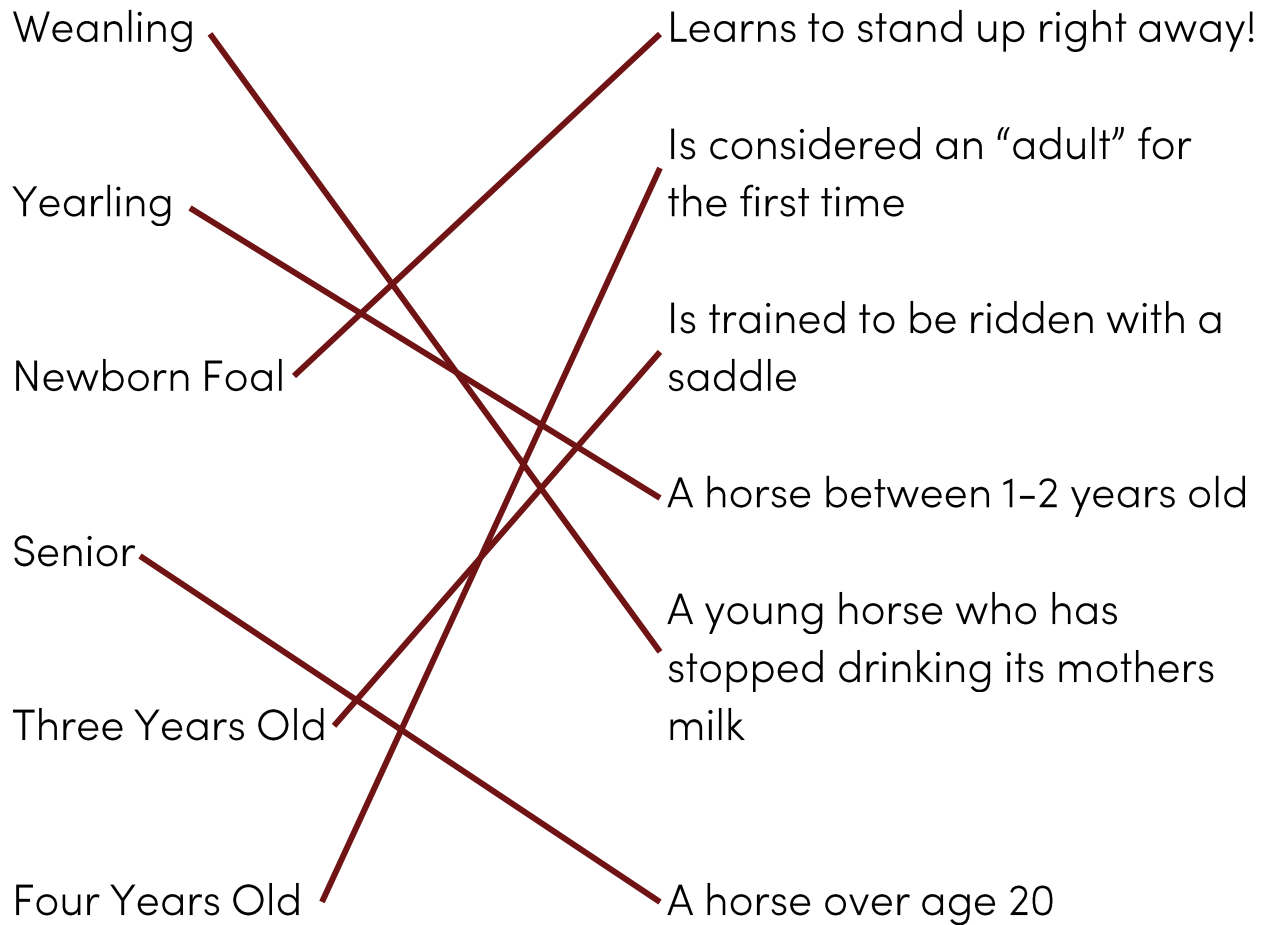 Weanling
Yearling
Newborn Foal
Senior
Three Years Old
Four Years Old
Learns to stand up right away!
Is considered an “adult” for
the first time
Is trained to be ridden with a
saddle
A horse between 1-2 years old
A young horse who has
stopped drinking its mothers
milk
A horse over age 20